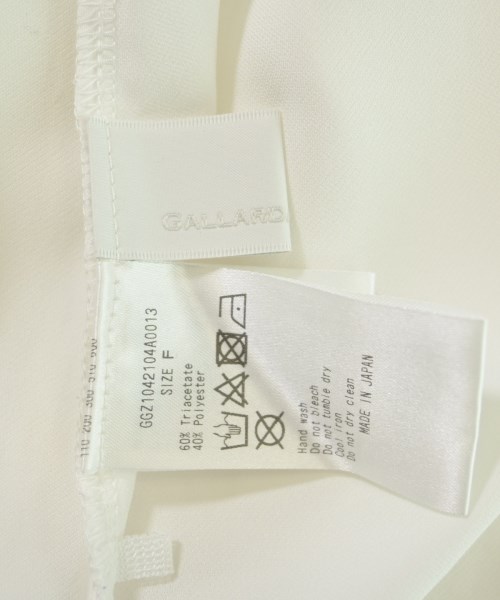 GALLARD
GGZ1042104A0013
SIZE F
60% Triacetate
40% Polyester
Hand wash
Do not bleach
Do not tumble dry
Cool iron
Do not dry clean
MADE IN JAPAN